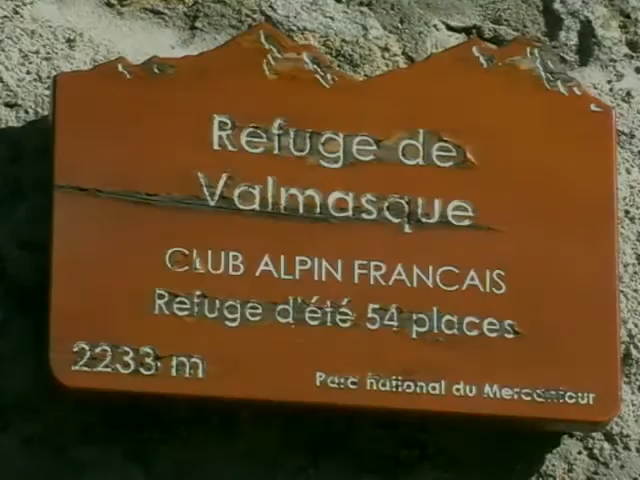 Refuge de
Valmasque
CLUB ALPIN FRANCAIS
Refuge d'été 54 places
2233 m
Parc national du Mercantour